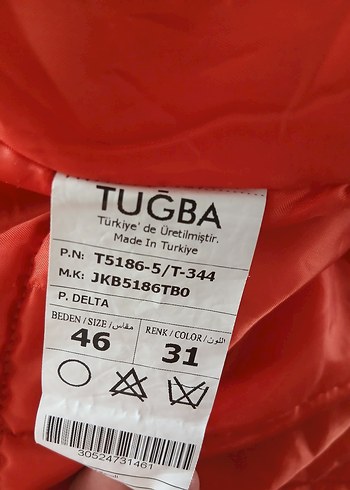 TUĞBA
Türkiye' de Üretilmiştir.
Made In Turkiye
P.N: T5186-5/T-344
M.K: JKB5186TB0
P. DELTA
BEDEN / SIZE / مقاس
46
RENK / COLOR / اللون
31
30524731461